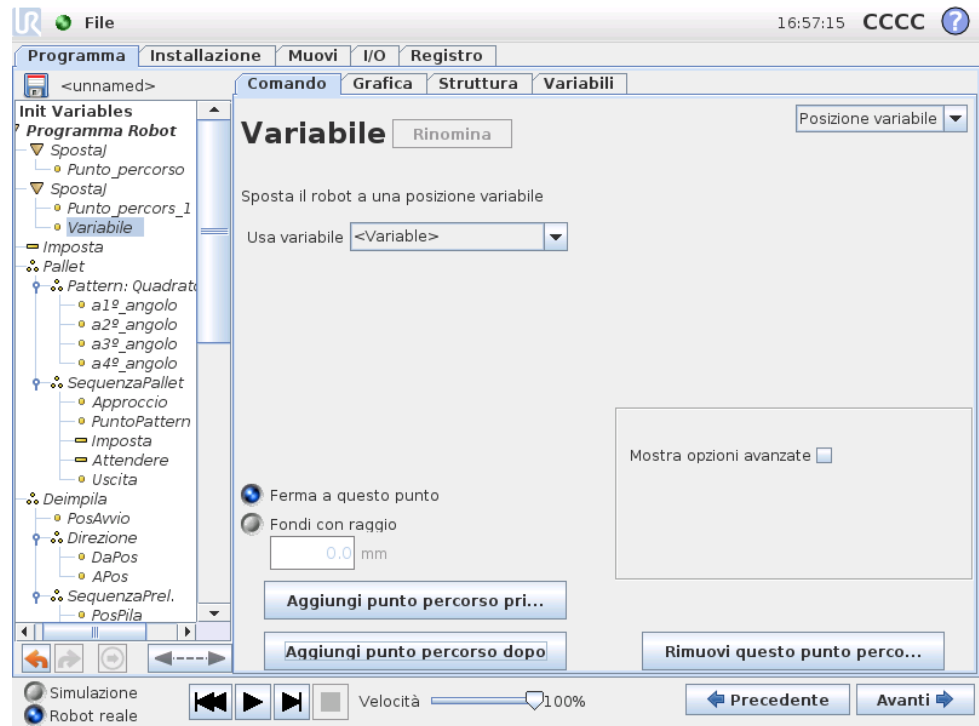 UR File 16:57:15 CCCC ?
Programma Installazione Muovi I/O Registro
<unnamed>
Comando Grafica Struttura Variabili
Init Variables
Programma Robot
SpostaJ
Punto_percorso
SpostaJ
Punto_percors_1
Variabile
Imposta
Pallet
Pattern: Quadrato
a1º_angolo
a2º_angolo
a3º_angolo
a4º_angolo
SequenzaPallet
Approccio
PuntoPattern
Imposta
Attendere
Uscita
Deimpila
PosAvvio
Direzione
DaPos
APos
SequenzaPrel.
PosPila
Variabile Rinomina
Posizione variabile
Sposta il robot a una posizione variabile
Usa variabile <Variable>
Mostra opzioni avanzate
Ferma a questo punto
Fondi con raggio
0.0 mm
Aggiungi punto percorso pri...
Aggiungi punto percorso dopo
Rimuovi questo punto perco...
Simulazione
Robot reale
Velocità 100%
Precedente Avanti